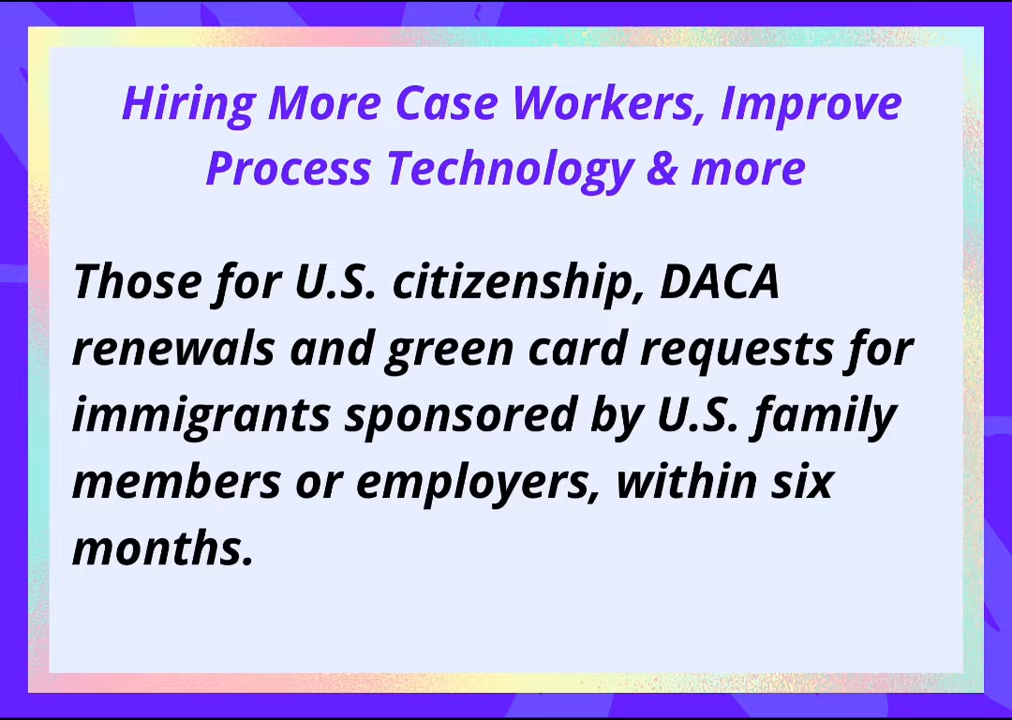 Hiring More Case Workers, Improve
Process Technology & more
Those for U.S. citizenship, DACA
renewals and green card requests for
immigrants sponsored by U.S. family
members or employers, within six
months.